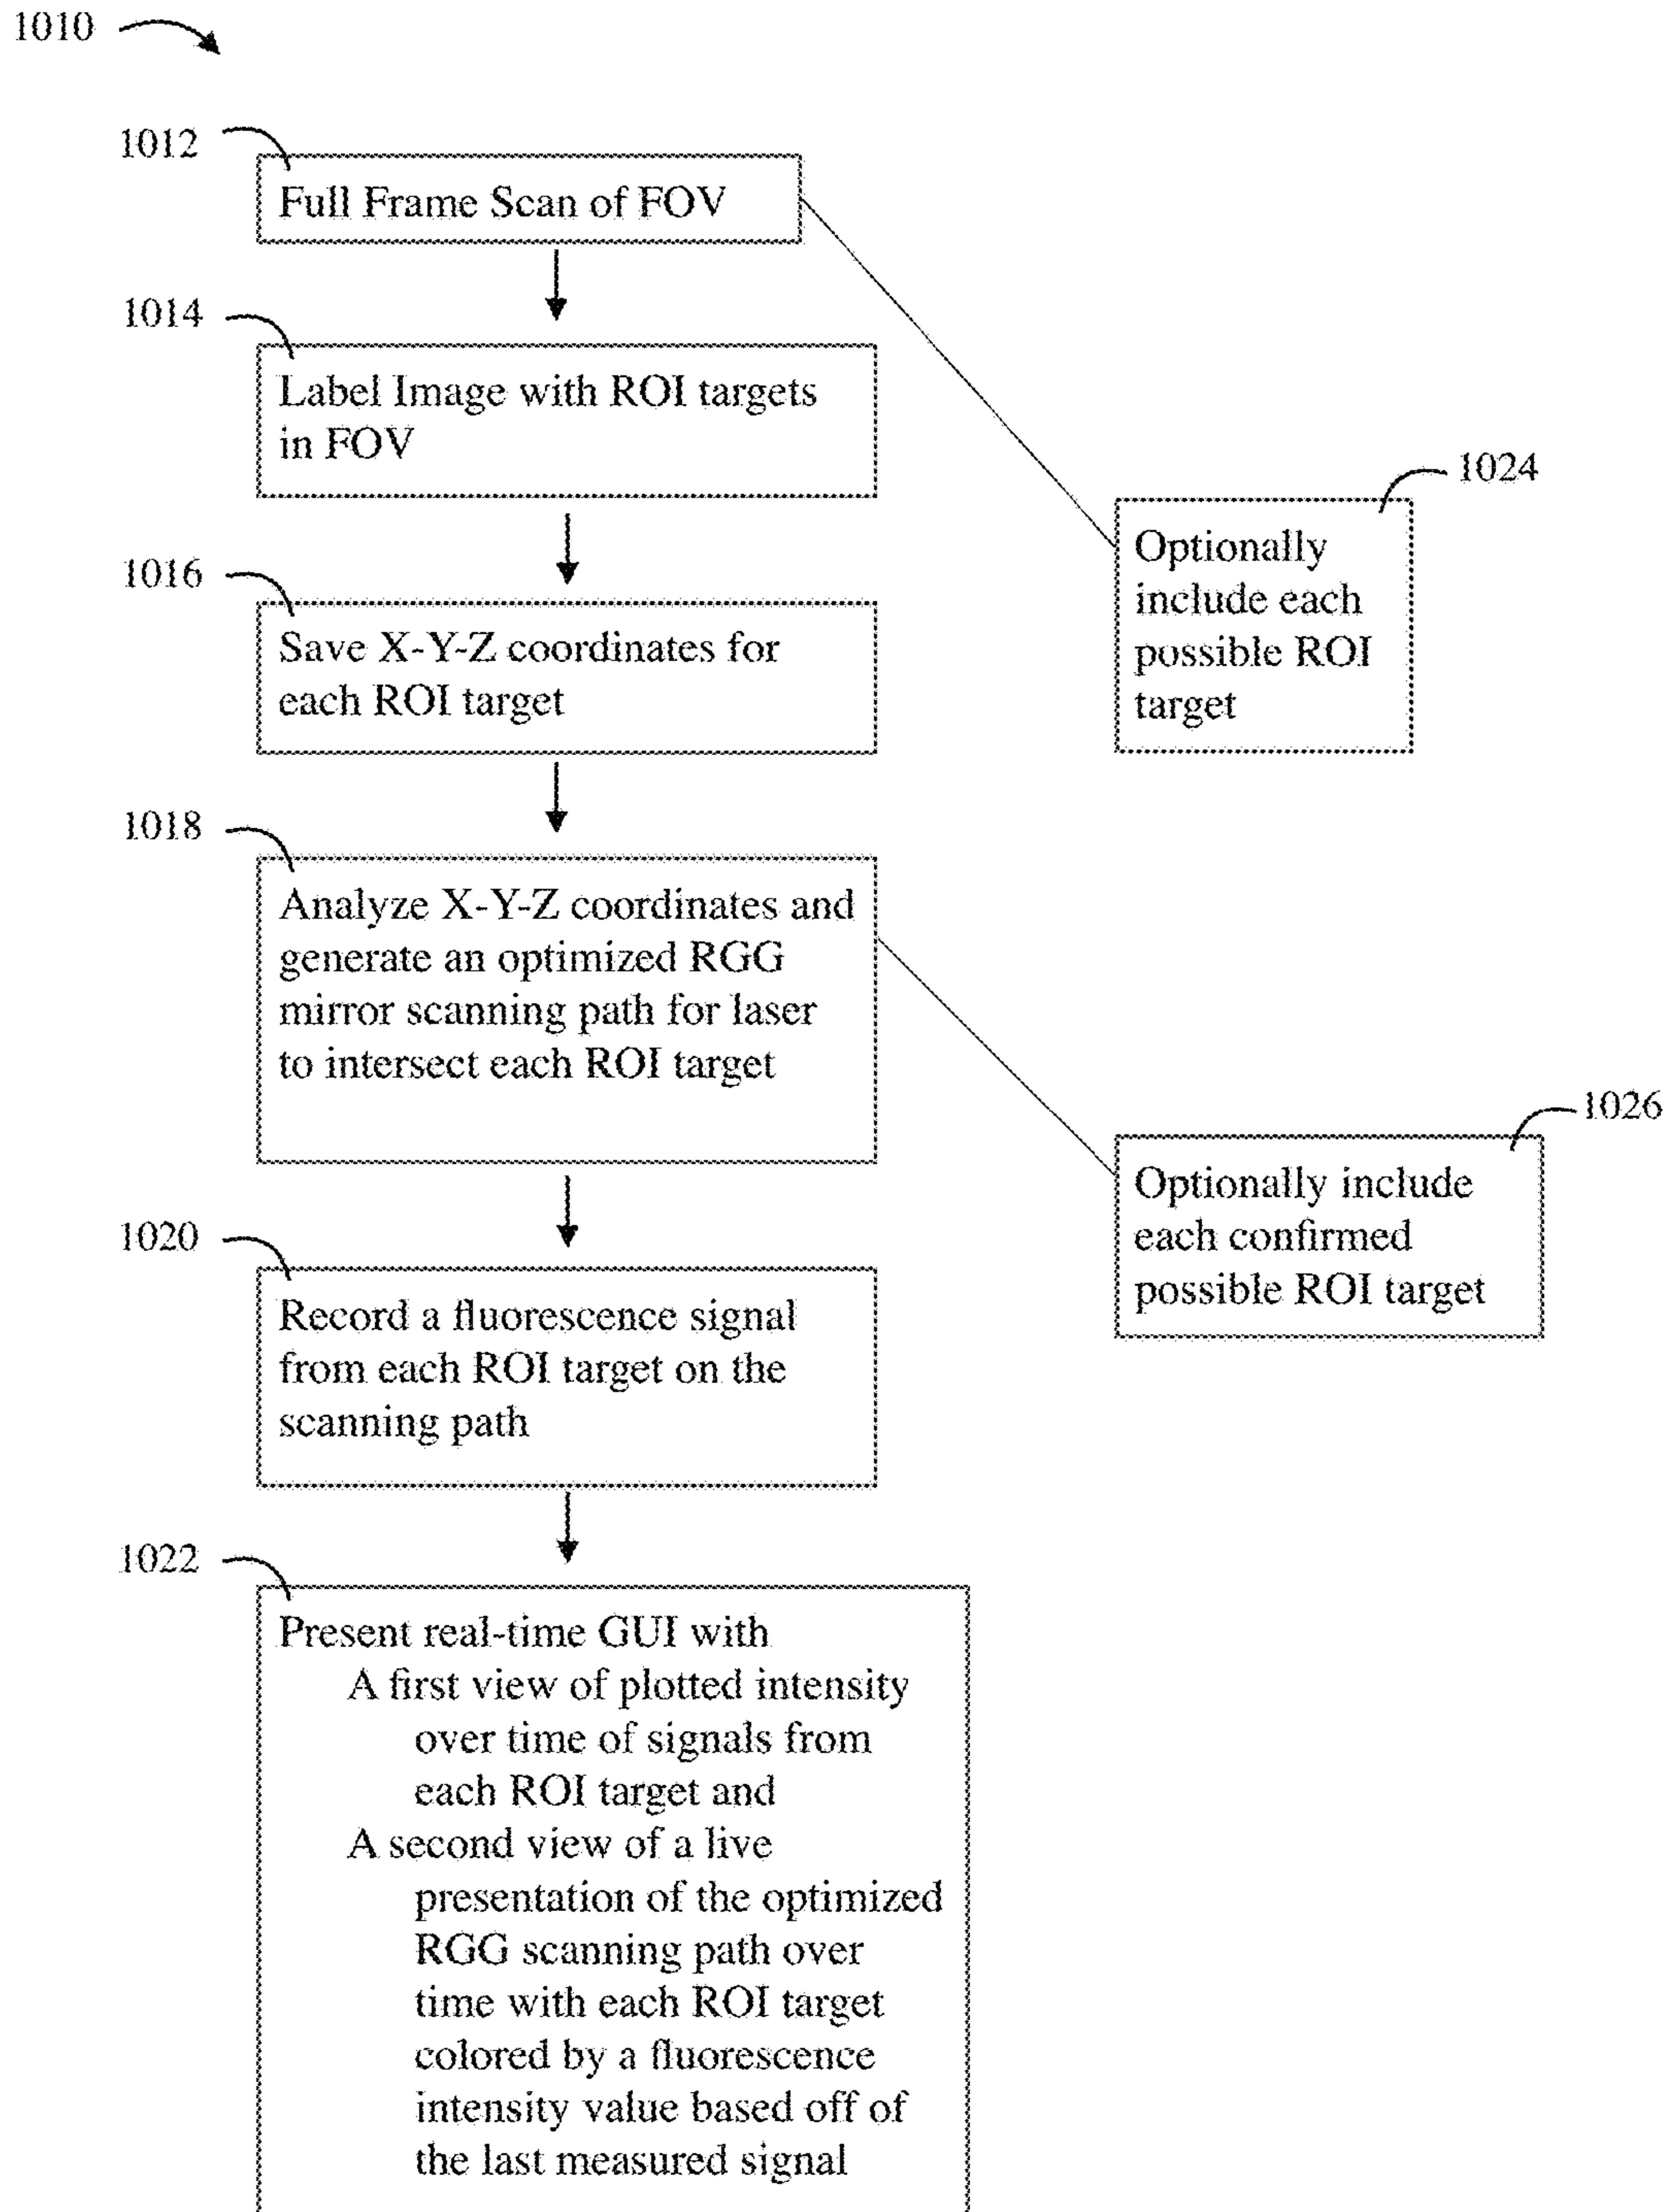 1010
1012
Full Frame Scan of FOV
1014
Label Image with ROI targets
in FOV
1024
Optionally
include each
possible ROI
target
1016
Save X-Y-Z coordinates for
each ROI target
1018
Analyze X-Y-Z coordinates and
generate an optimized RGG
mirror scanning path for laser
to intersect each ROI target
1026
Optionally include
each confirmed
possible ROI target
1020
Record a fluorescence signal
from each ROI target on the
scanning path
1022
Present real-time GUI with
A first view of plotted intensity
over time of signals from
each ROI target and
A second view of a live
presentation of the optimized
RGG scanning path over
time with each ROI target
colored by a fluorescence
intensity value based off of
the last measured signal